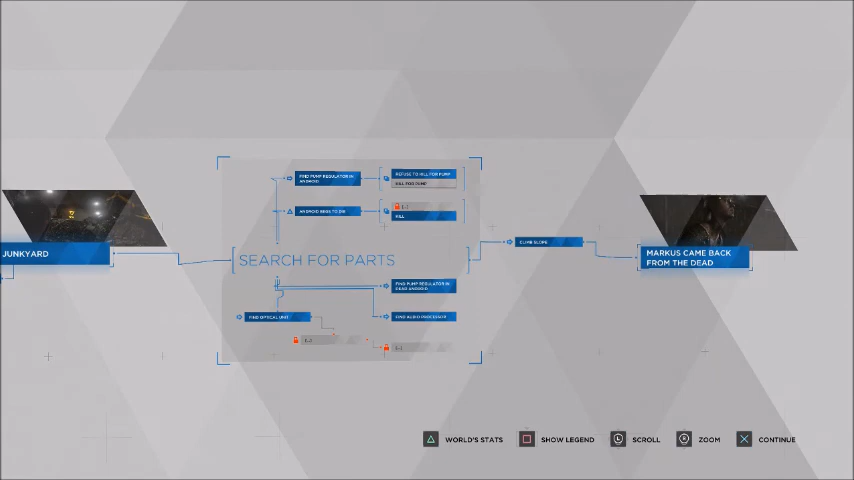 FIND PUMP REGULATOR IN
ANDROID
REFUSE TO KILL FOR PUMP
KILL FOR PUMP
ANDROID BEGS TO DIE
[...]
KILL
JUNKYARD
SEARCH FOR PARTS
CLIMB SLOPE
MARKUS CAME BACK
FROM THE DEAD
FIND PUMP REGULATOR IN
DEAD ANDROID
FIND OPTICAL UNIT
FIND AUDIO PROCESSOR
[...]
[...]
WORLD'S STATS
SHOW LEGEND
L
SCROLL
R
ZOOM
CONTINUE